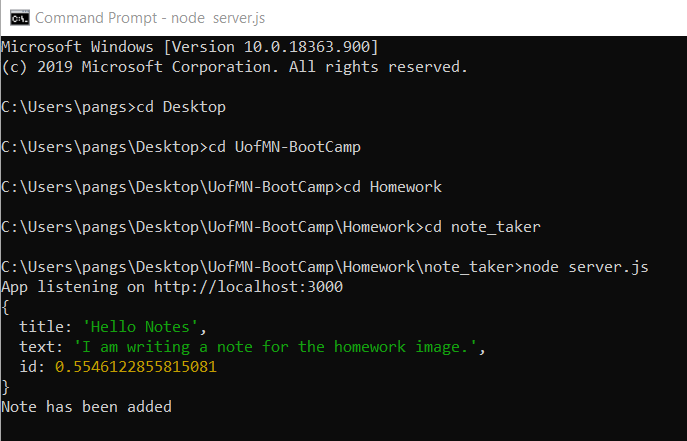 Command Prompt - node  server.js
Microsoft Windows [Version 10.0.18363.900]
(c) 2019 Microsoft Corporation. All rights reserved.
C:\Users\pangs>cd Desktop
C:\Users\pangs\Desktop>cd UofMN-BootCamp
C:\Users\pangs\Desktop\UofMN-BootCamp>cd Homework
C:\Users\pangs\Desktop\UofMN-BootCamp\Homework>cd note_taker
C:\Users\pangs\Desktop\UofMN-BootCamp\Homework\note_taker>node server.js
App listening on http://localhost:3000
{
  title: 'Hello Notes',
  text: 'I am writing a note for the homework image.',
  id: 0.5546122855815081
}
Note has been added